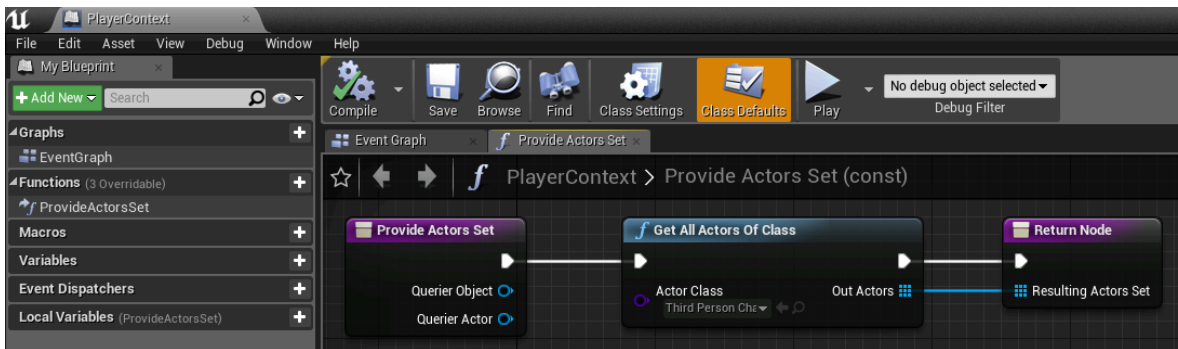 PlayerContext
File Edit Asset View Debug Window Help
My Blueprint
Add New Search
Compile Save Browse Find Class Settings Class Defaults Play
No debug object selected
Debug Filter
Graphs
EventGraph
Functions (3 Overridable)
ProvideActorsSet
Macros
Variables
Event Dispatchers
Local Variables (ProvideActorsSet)
Event Graph
f Provide Actors Set
f PlayerContext > Provide Actors Set (const)
Provide Actors Set
Querier Object
Querier Actor
f Get All Actors Of Class
Actor Class
Third Person Cha
Out Actors
Return Node
Resulting Actors Set